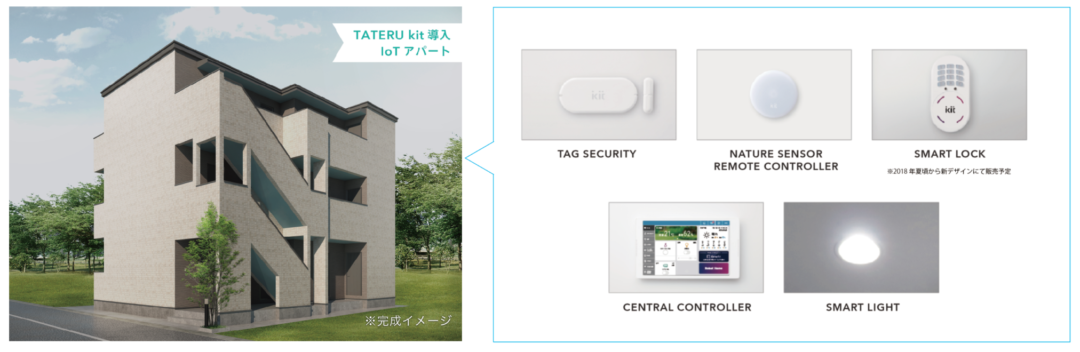 TATERU kit 導入
IoT アパート
※完成イメージ
kit
TAG SECURITY
NATURE SENSOR
REMOTE CONTROLLER
kit
SMART LOCK
※2018 年夏頃から新デザインにて販売予定
CENTRAL CONTROLLER
SMART LIGHT